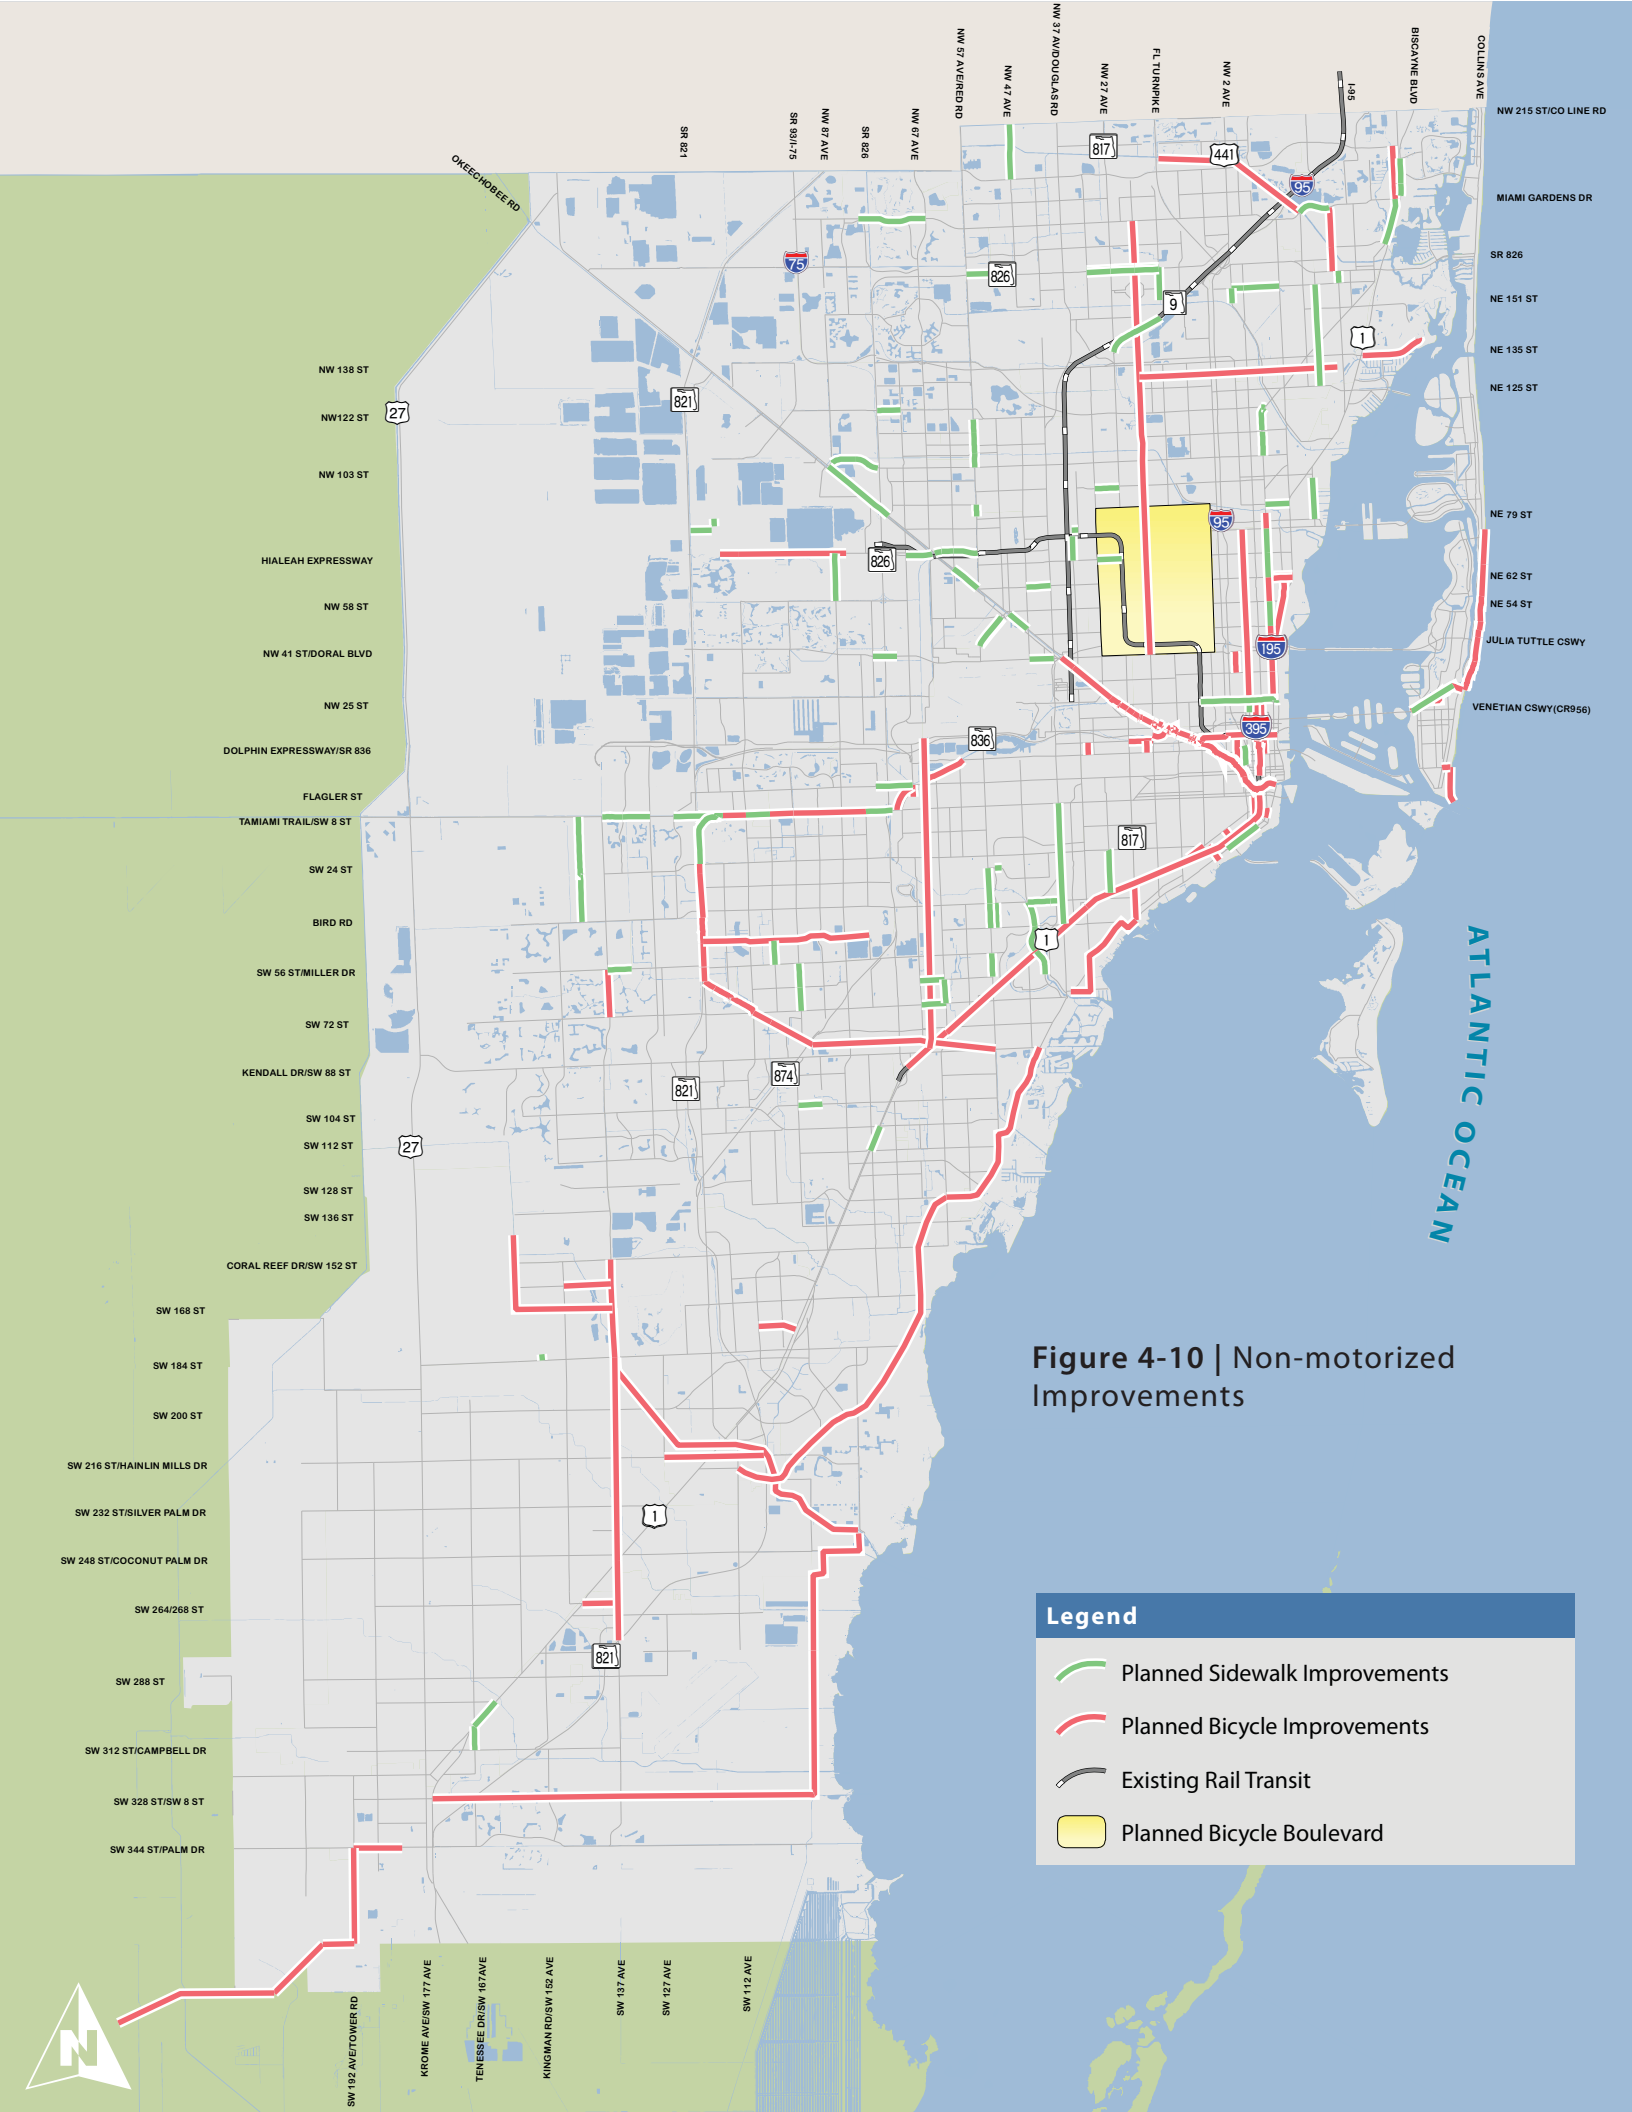 NW 57 AVE/RED RD
NW 47 AVE
NW 37 AV/DOUGLAS RD
NW 27 AVE
FL TURNPIKE
NW 2 AVE
I-95
BISCAYNE BLVD
COLLINS AVE
SR 821
SR 93/I-75
NW 87 AVE
SR 826
NW 67 AVE
OKEECHOBEE RD
NW 215 ST/CO LINE RD
MIAMI GARDENS DR
SR 826
NE 151 ST
NE 135 ST
NE 125 ST
NE 79 ST
NE 62 ST
NE 54 ST
JULIA TUTTLE CSWY
VENETIAN CSWY(CR956)
817
441
95
75
826
9
1
821
27
95
826
195
395
836
817
1
874
821
27
1
821
NW 138 ST
NW122 ST
NW 103 ST
HIALEAH EXPRESSWAY
NW 58 ST
NW 41 ST/DORAL BLVD
NW 25 ST
DOLPHIN EXPRESSWAY/SR 836
FLAGLER ST
TAMIAMI TRAIL/SW 8 ST
SW 24 ST
BIRD RD
SW 56 ST/MILLER DR
SW 72 ST
KENDALL DR/SW 88 ST
SW 104 ST
SW 112 ST
SW 128 ST
SW 136 ST
CORAL REEF DR/SW 152 ST
SW 168 ST
SW 184 ST
SW 200 ST
SW 216 ST/HAINLIN MILLS DR
SW 232 ST/SILVER PALM DR
SW 248 ST/COCONUT PALM DR
SW 264/268 ST
SW 288 ST
SW 312 ST/CAMPBELL DR
SW 328 ST/SW 8 ST
SW 344 ST/PALM DR
ATLANTIC OCEAN
Figure 4-10 | Non-motorized
Improvements
Legend
Planned Sidewalk Improvements
Planned Bicycle Improvements
Existing Rail Transit
Planned Bicycle Boulevard
SW 192 AVE/TOWER RD
KROME AVE/SW 177 AVE
TENESSEE DR/SW 167AVE
KINGMAN RD/SW 152 AVE
SW 137 AVE
SW 127 AVE
SW 112 AVE
N